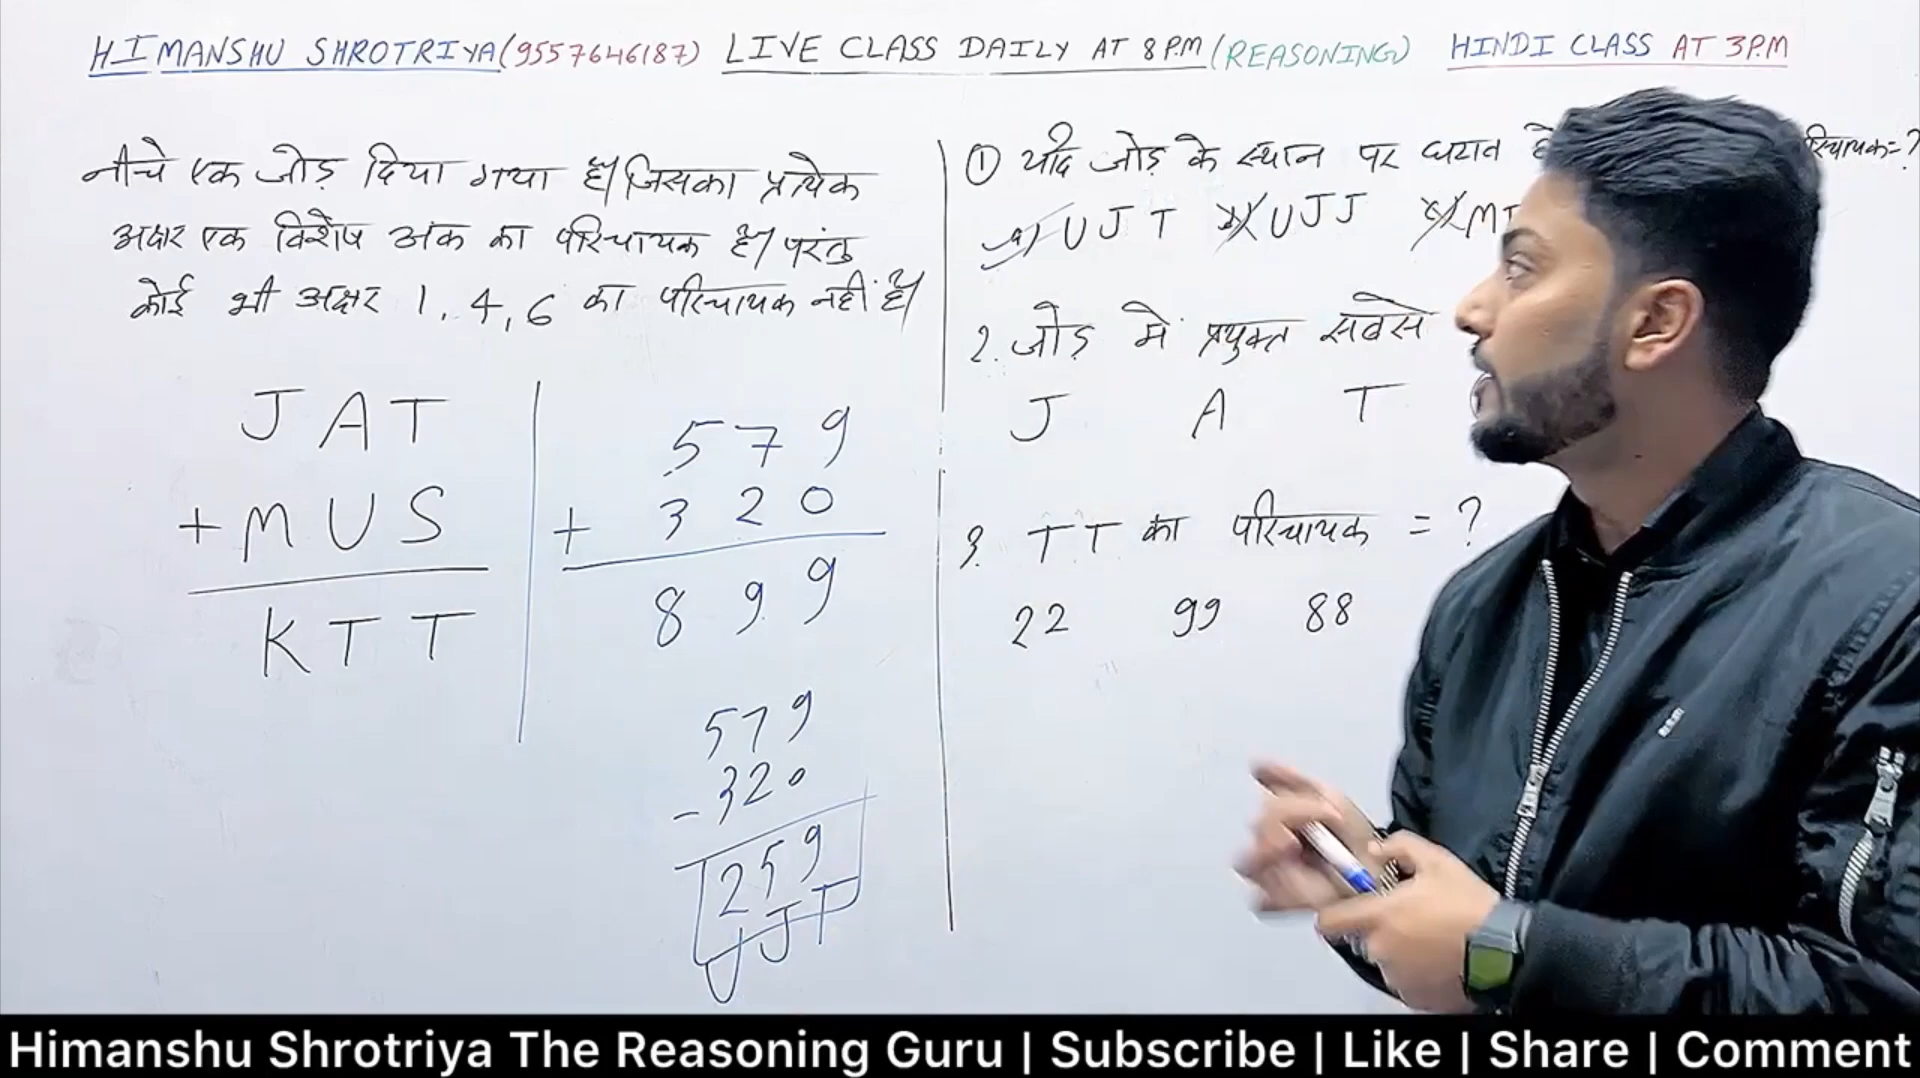 HIMANSHU SHROTRIYA(9557646187) LIVE CLASS DAILY AT 8P.M(REASONING) HINDI CLASS AT 3P.M
नीचे एक जोड़ दिया गया है। जिसका प्रत्येक
अक्षर एक विशेष अंक का परिचायक है। परंतु
कोई भी अक्षर 1, 4, 6 का परिचायक नहीं है।
JAT
+MUS
KTT
579
+ 320
899
579
-320
259
UJT
① यदि जोड़ के स्थान पर घटाव
a) UJT b) UJJ c)
2. जोड़ में प्रयुक्त सबसे
J A T
3. TT का परिचायक = ?
22 99 88
Himanshu Shrotriya The Reasoning Guru | Subscribe | Like | Share | Comment